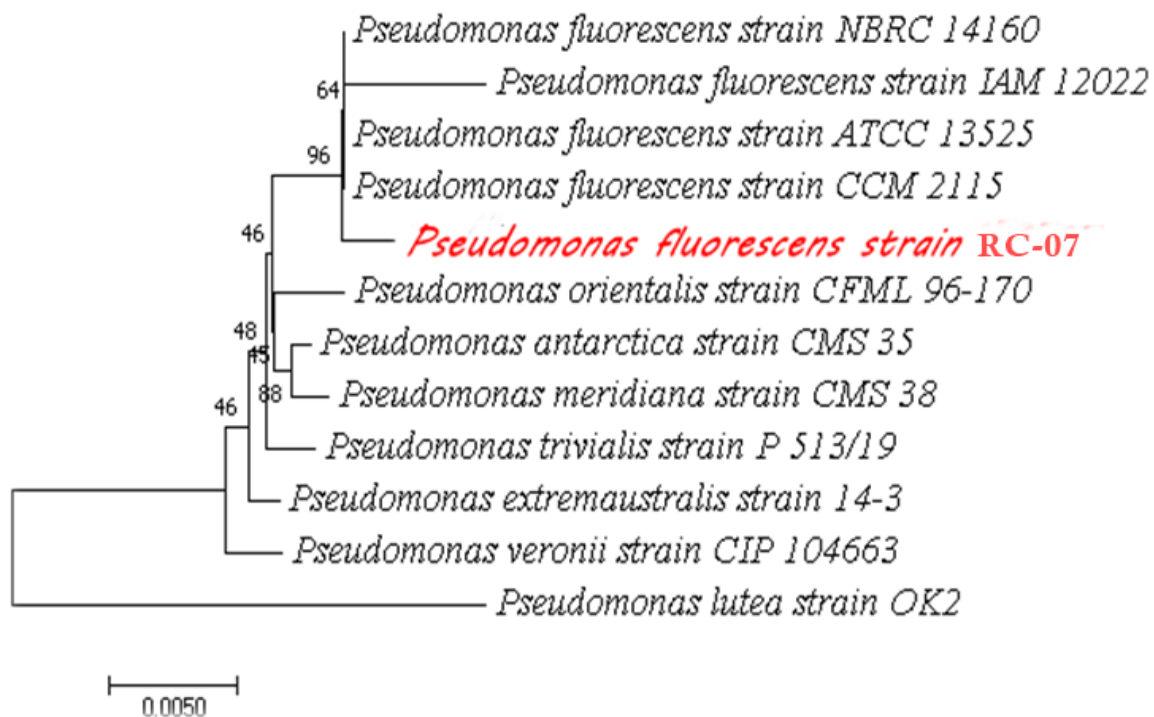 Pseudomonas fluorescens strain NBRC 14160
64
Pseudomonas fluorescens strain IAM 12022
Pseudomonas fluorescens strain ATCC 13525
96
Pseudomonas fluorescens strain CCM 2115
46
Pseudomonas fluorescens strain RC-07
Pseudomonas orientalis strain CFML 96-170
48
Pseudomonas antarctica strain CMS 35
45
88
Pseudomonas meridiana strain CMS 38
46
Pseudomonas trivialis strain P 513/19
Pseudomonas extremaustralis strain 14-3
Pseudomonas veronii strain CIP 104663
Pseudomonas lutea strain OK2
0.0050